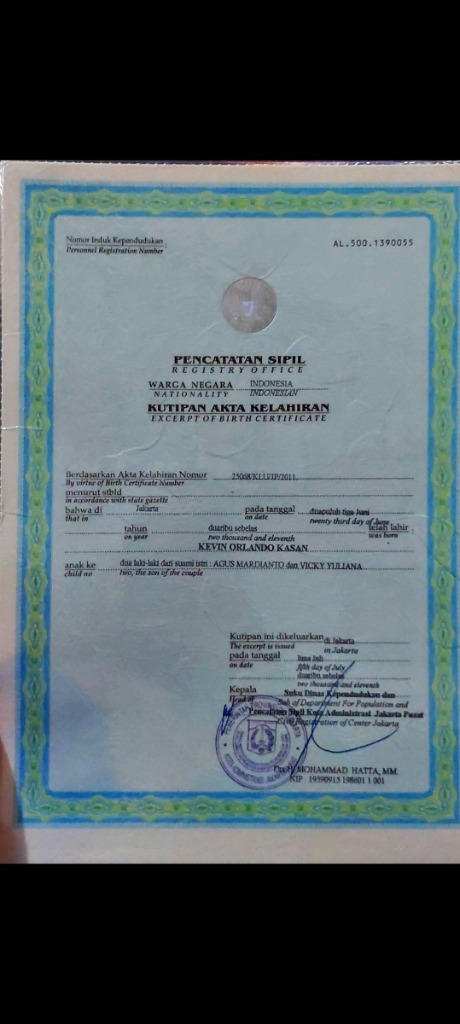 Nomor Induk Kependudukan
Personnel Registration Number
AL.500.1390055
PENCATATAN SIPIL
REGISTRY OFFICE
WARGA NEGARA INDONESIA
NATIONALITY INDONESIAN
KUTIPAN AKTA KELAHIRAN
EXCERPT OF BIRTH CERTIFICATE
Berdasarkan Akta Kelahiran Nomor
By virtue of Birth Certificate Number
menurut stbld
in accordance with state gazette
bahwa di Jakarta pada tanggal duapuluh tiga Juni
that in on date twenty third day of June
tahun duaribu sebelas telah lahir :
on year two thousand and eleventh was born
KEVIN ORLANDO KASAN
anak ke dua laki-laki dari suami istri : AGUS MARDIANTO dan VICKY YULIANA
child no two, the son of the couple
Kutipan ini dikeluarkan di Jakarta
The excerpt is issued in Jakarta
pada tanggal lima Juli
on date fifth day of July
duaribu sebelas
two thousand and eleventh
Kepala Suku Dinas Kependudukan dan
Head of of Department For Population and
Pencatatan Sipil Kota Administrasi Jakarta Pusat
Civil Registration of Center Jakarta
MOHAMMAD HATTA, MM.
NIP 19590915 198601 1 001